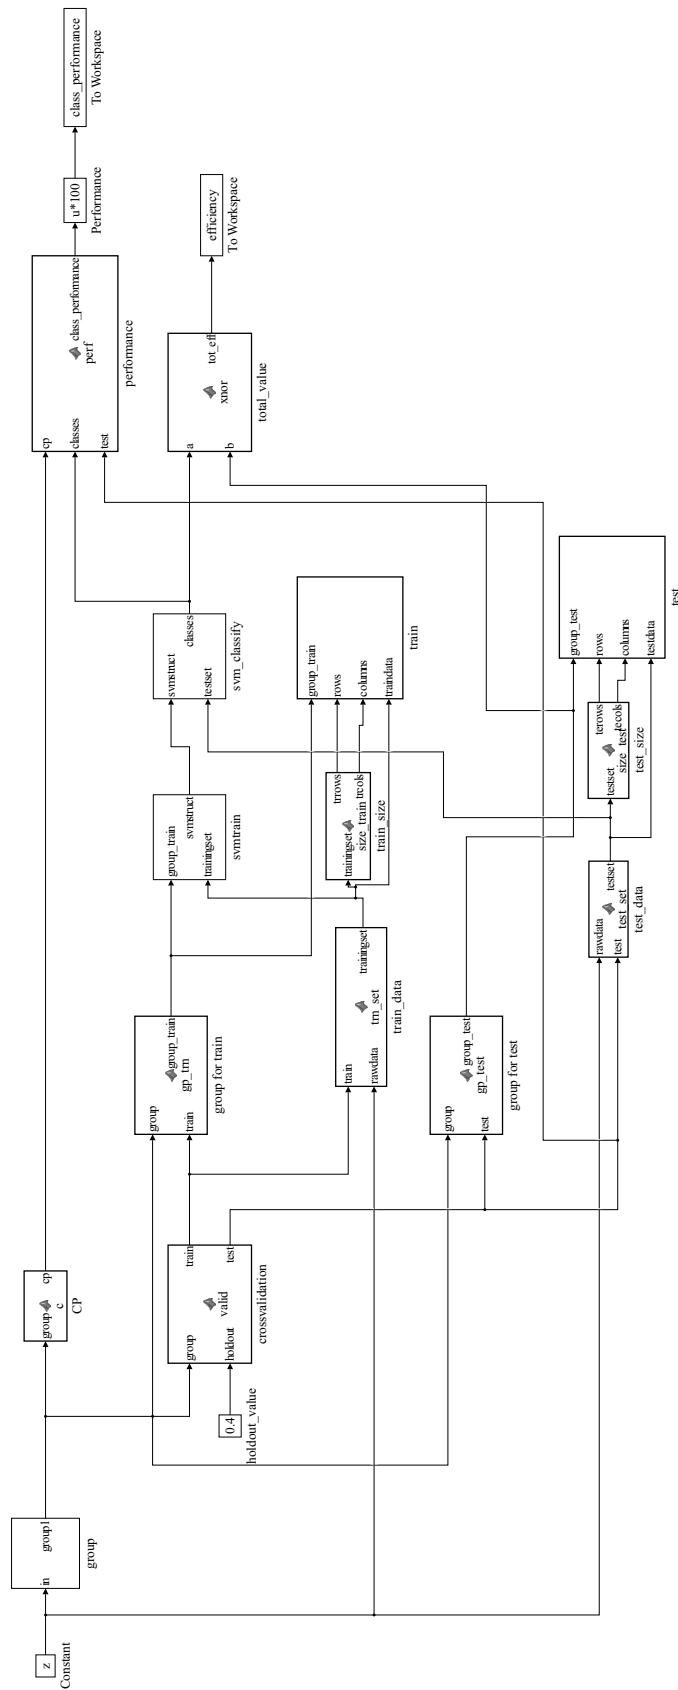 z
Constant
in
group1
group
group
cp
c
CP
0.4
holdout_value
group
holdout
train
test
valid
crossvalidation
group
train
group_train
gp_trn
group for train
train
rawdata
trainingset
trn_set
train_data
group
test
group_test
gp_test
group for test
rawdata
test
testset
test_set
test_data
group_train
trainingset
svmstruct
svmtrain
trainingset
trrows
trcols
size_train
train_size
testset
terows
tecols
size_test
test_size
svmstruct
testset
classes
svm_classify
group_train
rows
columns
traindata
train
group_test
rows
columns
testdata
test
cp
classes
test
class_performance
perf
performance
a
b
tot_eff
xnor
total_value
u*100
Performance
efficiency
To Workspace
class_performance
To Workspace